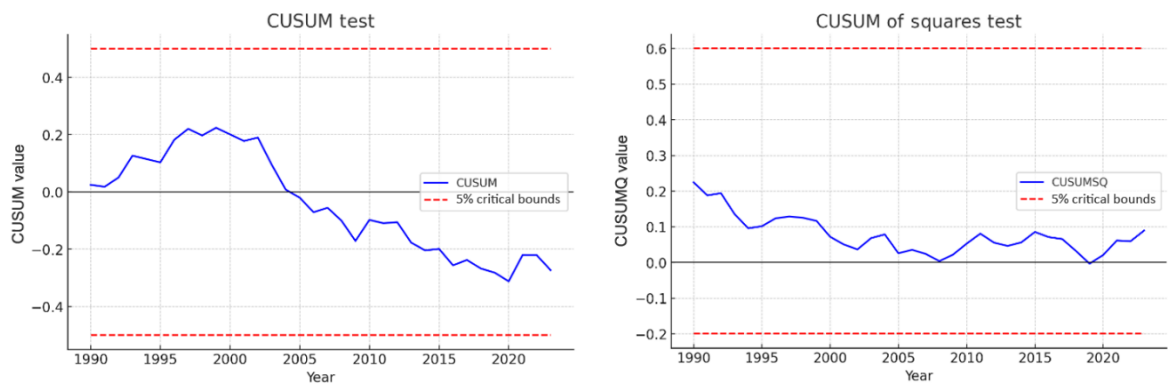 CUSUM test
CUSUM value
0.4
0.2
0.0
−0.2
−0.4
CUSUM
5% critical bounds
1990 1995 2000 2005 2010 2015 2020
Year
CUSUM of squares test
CUSUMQ value
0.6
0.5
0.4
0.3
0.2
0.1
0.0
−0.1
−0.2
CUSUMSQ
5% critical bounds
1990 1995 2000 2005 2010 2015 2020
Year